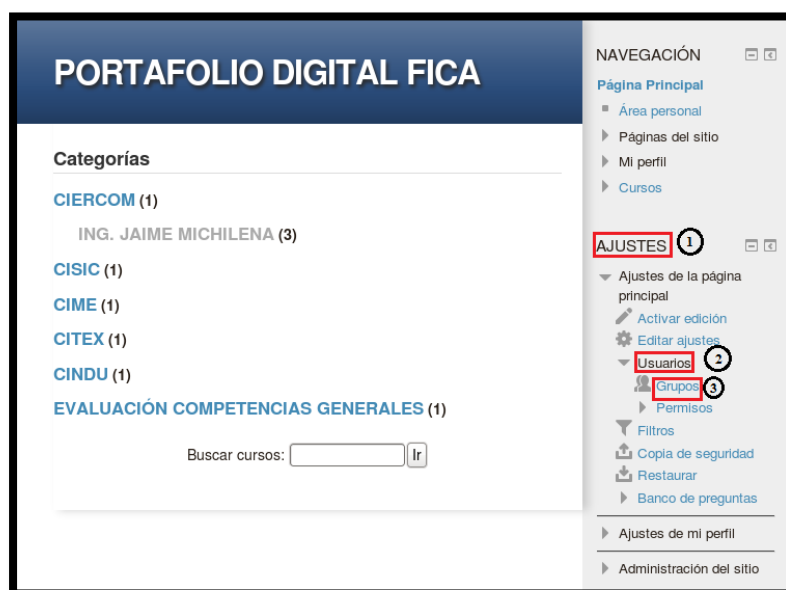 PORTAFOLIO DIGITAL FICA
Categorías
CIERCOM (1)
ING. JAIME MICHILENA (3)
CISIC (1)
CIME (1)
CITEX (1)
CINDU (1)
EVALUACIÓN COMPETENCIAS GENERALES (1)
Buscar cursos: Ir
NAVEGACIÓN
Página Principal
Área personal
Páginas del sitio
Mi perfil
Cursos
AJUSTES 1
Ajustes de la página
principal
Activar edición
Editar ajustes
Usuarios 2
Grupos 3
Permisos
Filtros
Copia de seguridad
Restaurar
Banco de preguntas
Ajustes de mi perfil
Administración del sitio